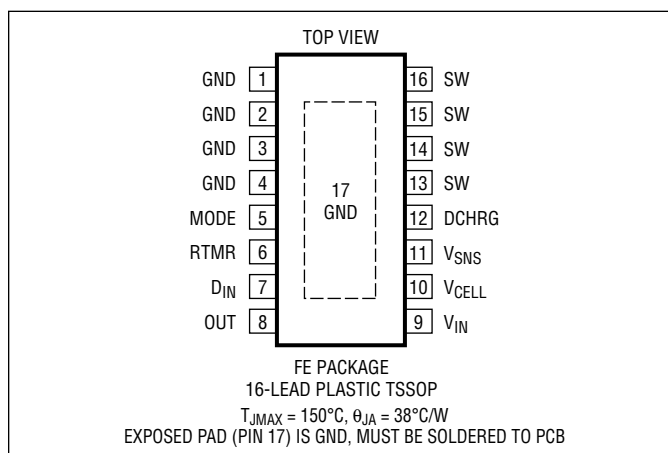 TOP VIEW
GND 1 16 SW
GND 2 15 SW
GND 3 14 SW
GND 4 13 SW
17
GND
MODE 5 12 DCHRG
RTMR 6 11 VSNS
DIN 7 10 VCELL
OUT 8 9 VIN
FE PACKAGE
16-LEAD PLASTIC TSSOP
TJMAX = 150°C, θJA = 38°C/W
EXPOSED PAD (PIN 17) IS GND, MUST BE SOLDERED TO PCB